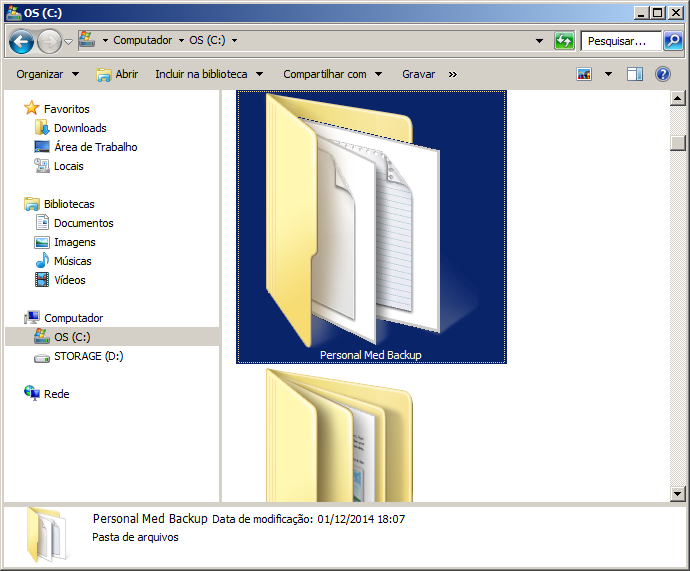 OS (C:)
Computador OS (C:) Pesquisar...
Organizar Abrir Incluir na biblioteca Compartilhar com Gravar »
Favoritos
Downloads
Área de Trabalho
Locais
Bibliotecas
Documentos
Imagens
Músicas
Vídeos
Computador
OS (C:)
STORAGE (D:)
Rede
Personal Med Backup
Personal Med Backup Data de modificação: 01/12/2014 18:07
Pasta de arquivos